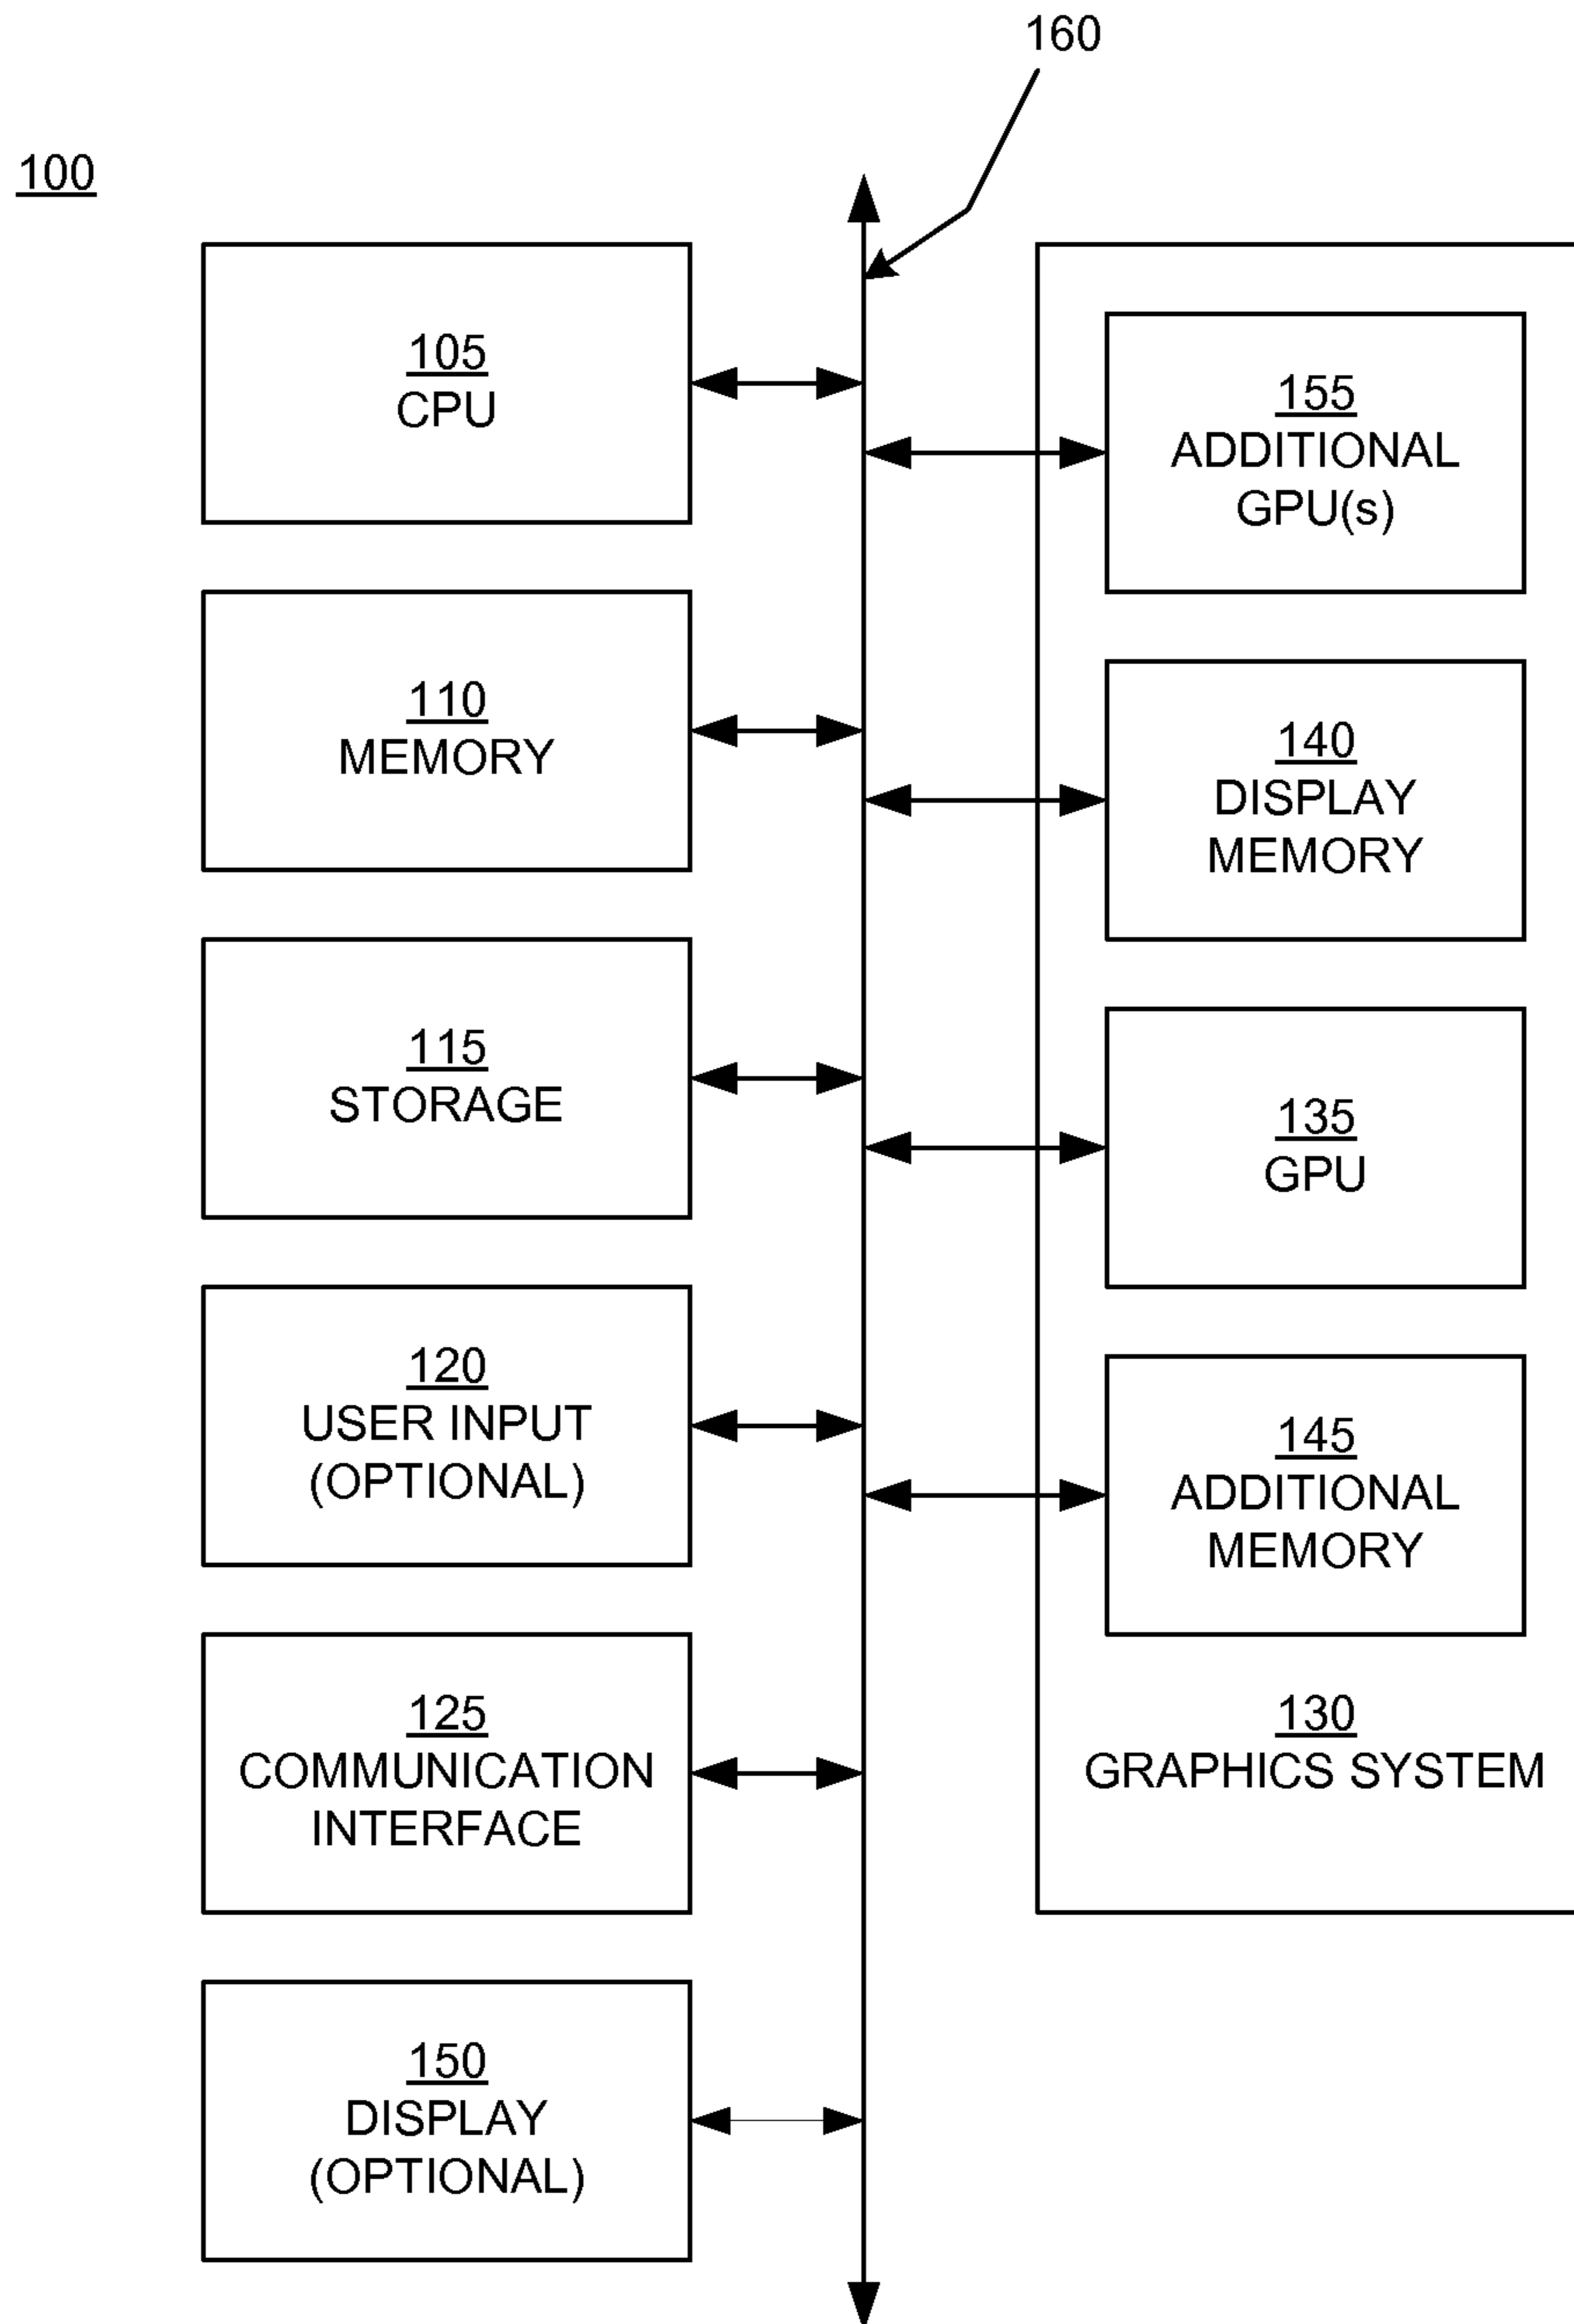 160
100
105
CPU
110
MEMORY
115
STORAGE
120
USER INPUT
(OPTIONAL)
125
COMMUNICATION
INTERFACE
150
DISPLAY
(OPTIONAL)
155
ADDITIONAL
GPU(s)
140
DISPLAY
MEMORY
135
GPU
145
ADDITIONAL
MEMORY
130
GRAPHICS SYSTEM